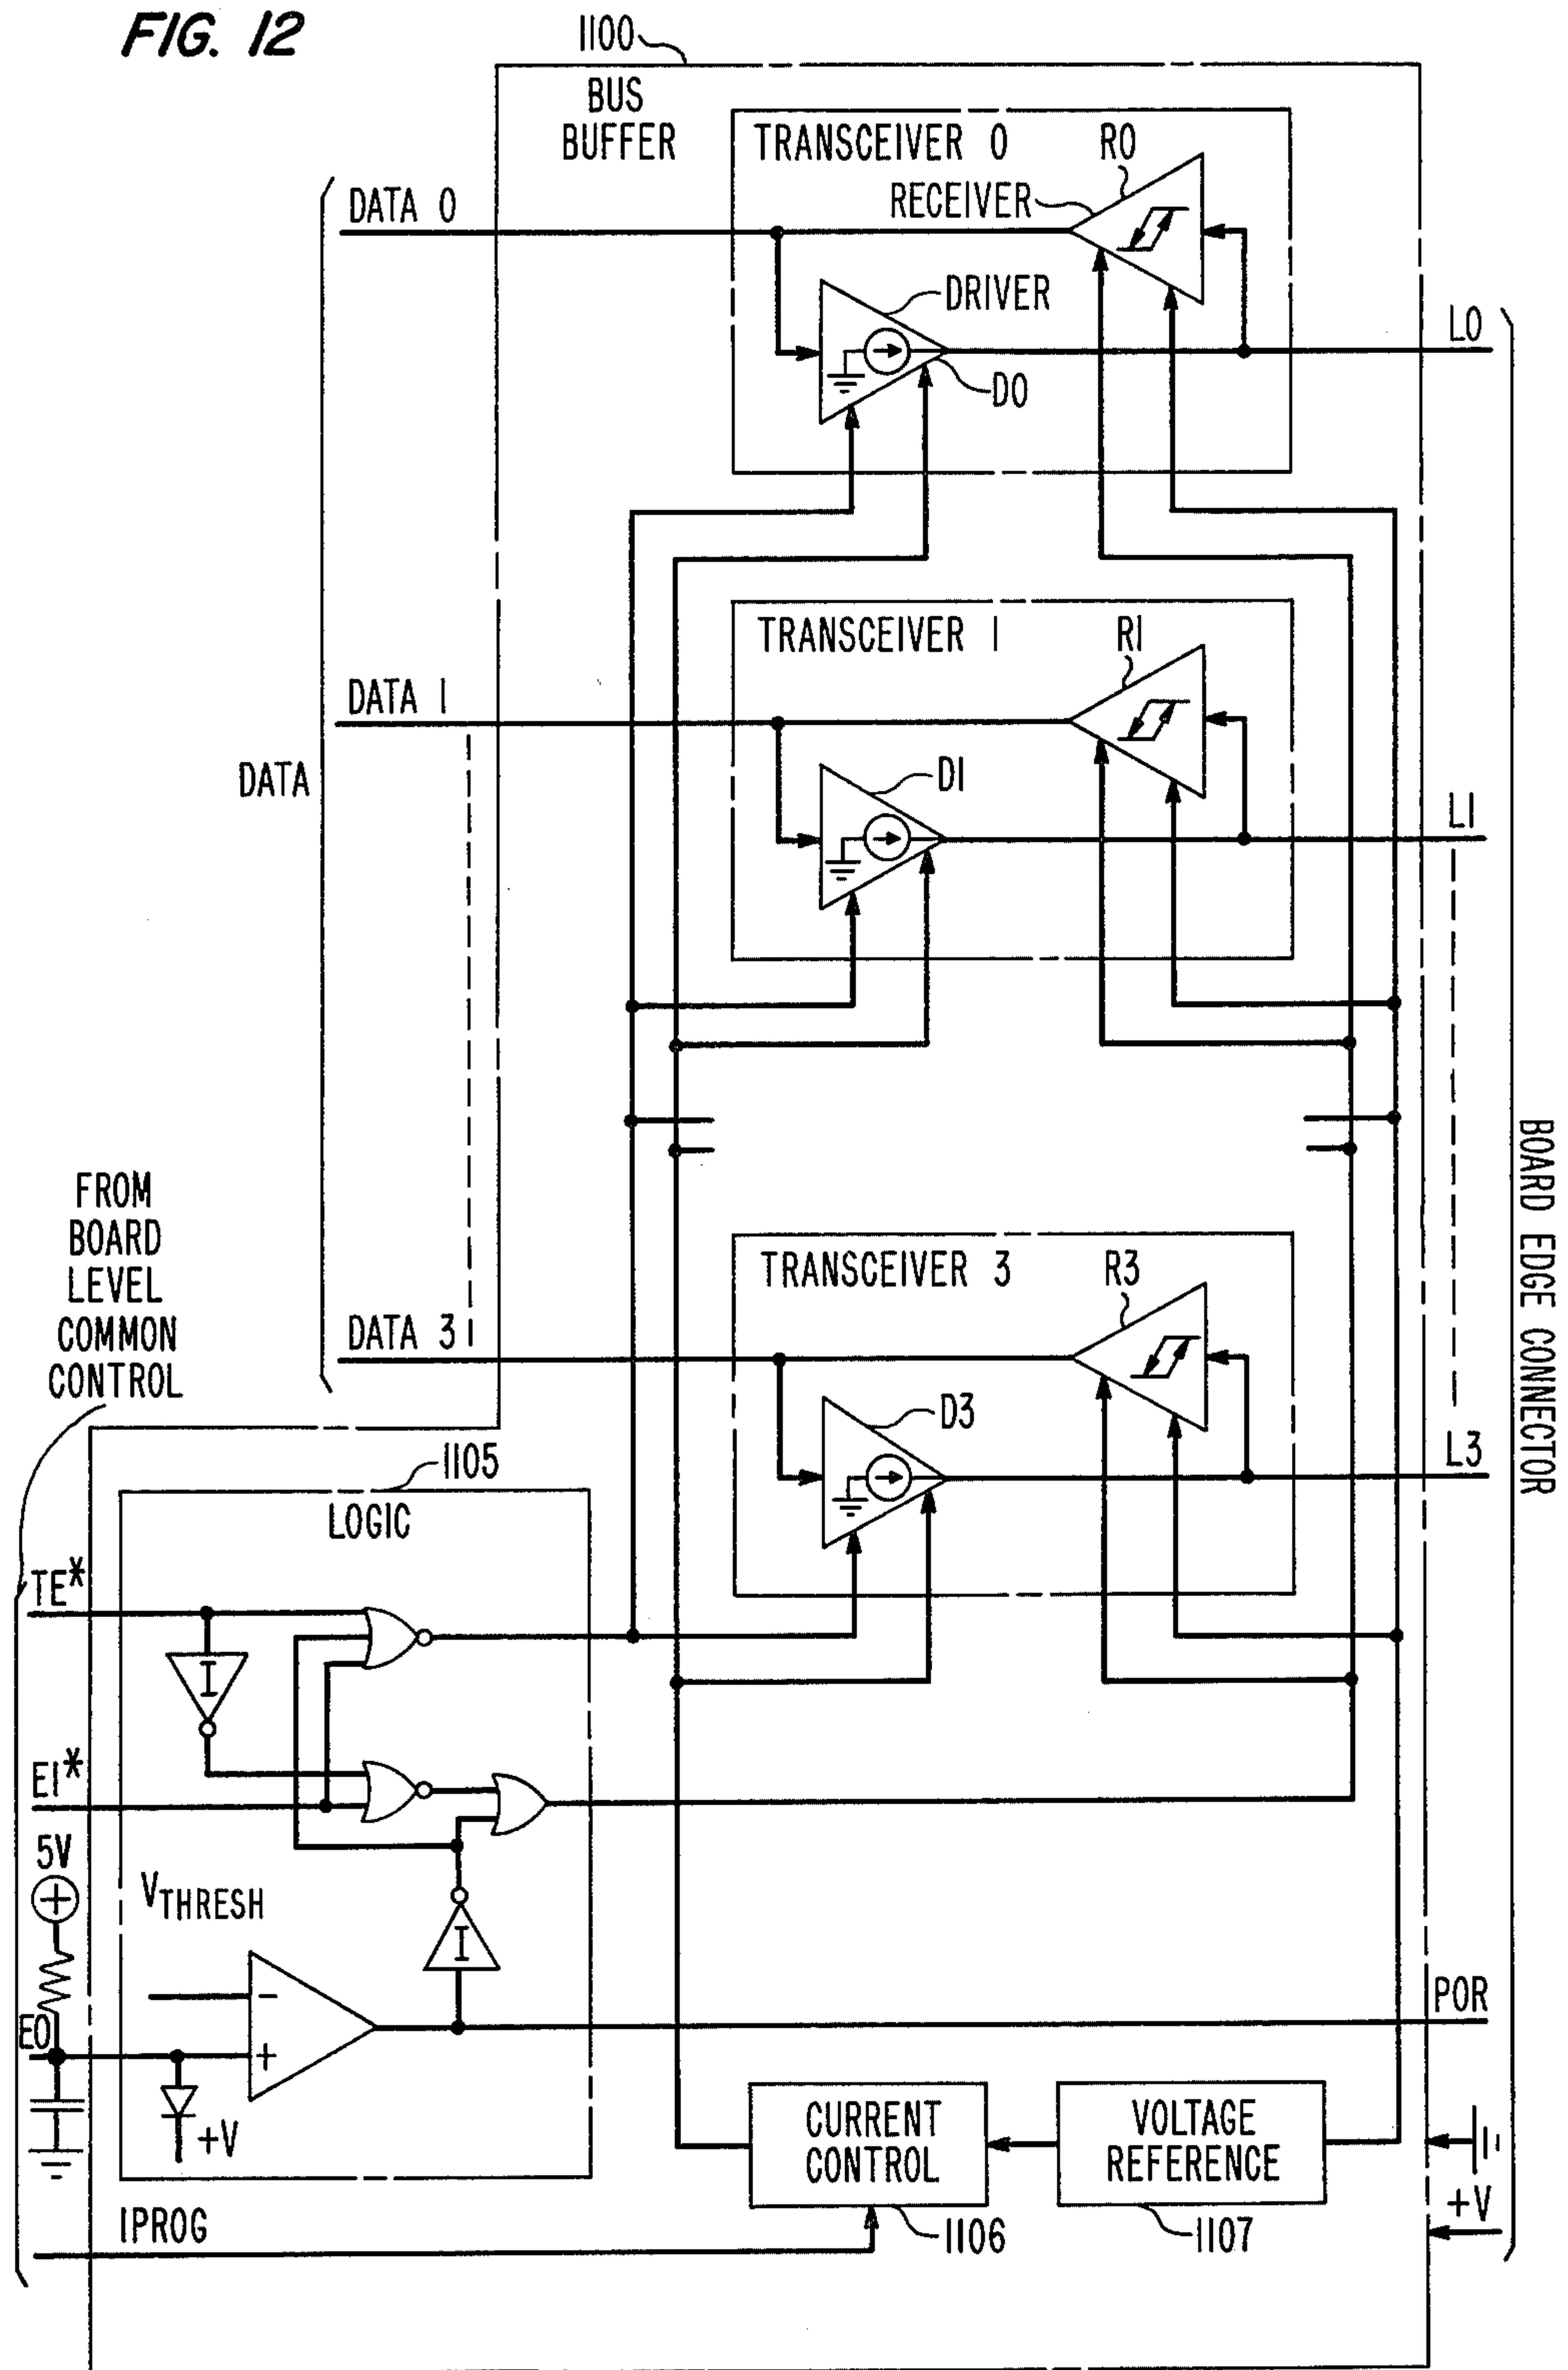 FIG. 12
1100
BUS
BUFFER
TRANSCEIVER 0
R0
RECEIVER
DATA 0
DRIVER
D0
L0
TRANSCEIVER 1
R1
DATA 1
D1
L1
DATA
FROM
BOARD
LEVEL
COMMON
CONTROL
BOARD EDGE CONNECTOR
TRANSCEIVER 3
R3
DATA 3
D3
L3
1105
LOGIC
TE*
I
E1*
5V
+
VTHRESH
I
-
E0
+
POR
+V
CURRENT
CONTROL
VOLTAGE
REFERENCE
+V
IPROG
1106
1107